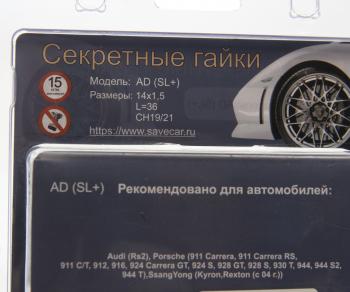 Секретные гайки
15
Модель: AD (SL+)
Размеры: 14x1,5
L=36
CH19/21
https://www.savecar.ru
AD (SL+) Рекомендовано для автомобилей:
Audi (Rs2), Porsche (911 Carrera, 911 Carrera RS,
911 C/T, 912, 916, 924 Carrera GT, 924 S, 928 GT, 928 S, 930 T, 944, 944 S2,
944 T),SsangYong (Kyron,Rexton (с 04 г.))